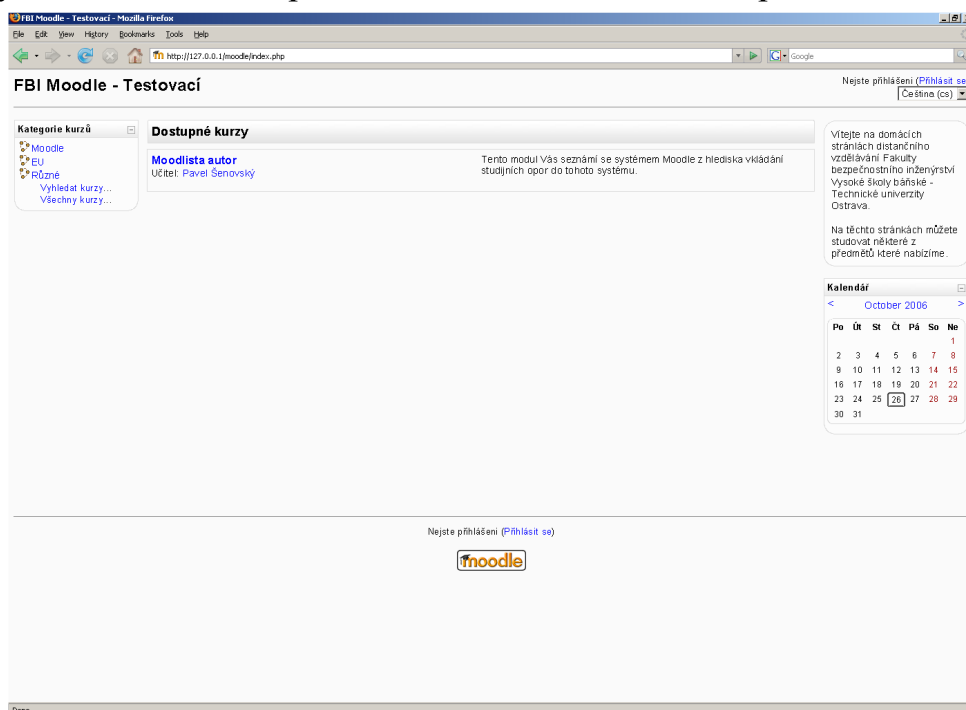 FBI Moodle - Testovací - Mozilla Firefox
File Edit View History Bookmarks Tools Help
http://127.0.0.1/moodle/index.php
Google
FBI Moodle - Testovací
Nejste přihlášeni (Přihlásit se
Čeština (cs)
Kategorie kurzů
Moodle
EU
Různé
Vyhledat kurzy...
Všechny kurzy...
Dostupné kurzy
Moodlista autor
Učitel: Pavel Šenovský
Tento modul Vás seznámí se systémem Moodle z hlediska vkládání
studijních opor do tohoto systému.
Vítejte na domácích
stránlách distančního
vzdělávání Fakulty
bezpečnostního inženýrství
Vysoké školy báňské -
Technické univerzity
Ostrava.
Na těchto stránkách můžete
studovat některé z
předmětů které nabízíme.
Kalendář
< October 2006 >
Po Út St Čt Pá So Ne
1
2 3 4 5 6 7 8
9 10 11 12 13 14 15
16 17 18 19 20 21 22
23 24 25 26 27 28 29
30 31
Nejste přihlášeni (Přihlásit se)
moodle